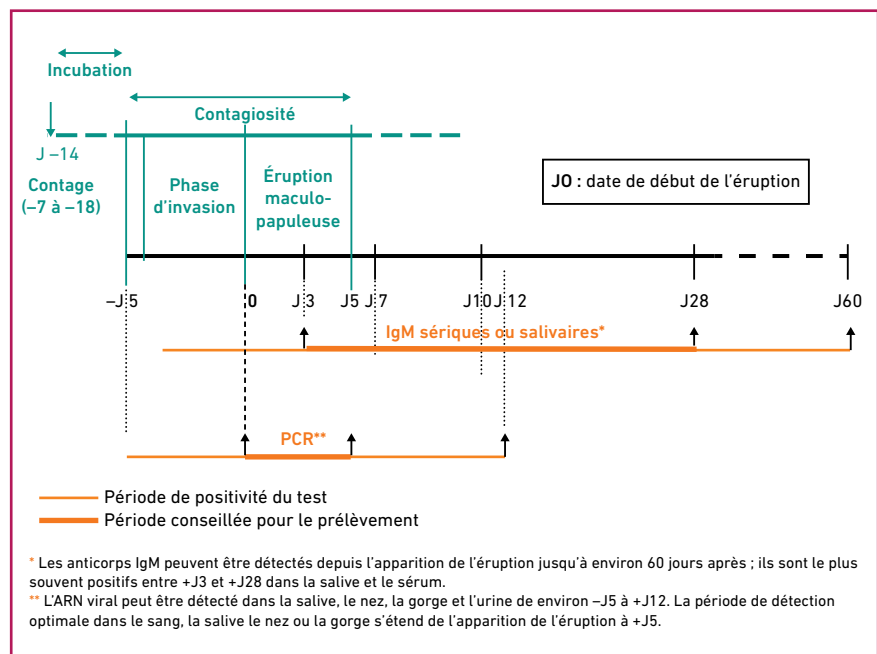 Incubation
Contagiosité
J –14
Contage
(–7 à –18)
Phase
d’invasion
Éruption
maculo-
papuleuse
JO : date de début de l’éruption
–J 5
0
J 3
J5
J 7
J10
J 12
J28
J60
IgM sériques ou salivaires*
PCR**
Période de positivité du test
Période conseillée pour le prélèvement
* Les anticorps IgM peuvent être détectés depuis l’apparition de l’éruption jusqu’à environ 60 jours après ; ils sont le plus
souvent positifs entre +J3 et +J28 dans la salive et le sérum.
** L’ARN viral peut être détecté dans la salive, le nez, la gorge et l’urine de environ –J5 à +J12. La période de détection
optimale dans le sang, la salive le nez ou la gorge s’étend de l’apparition de l’éruption à +J5.